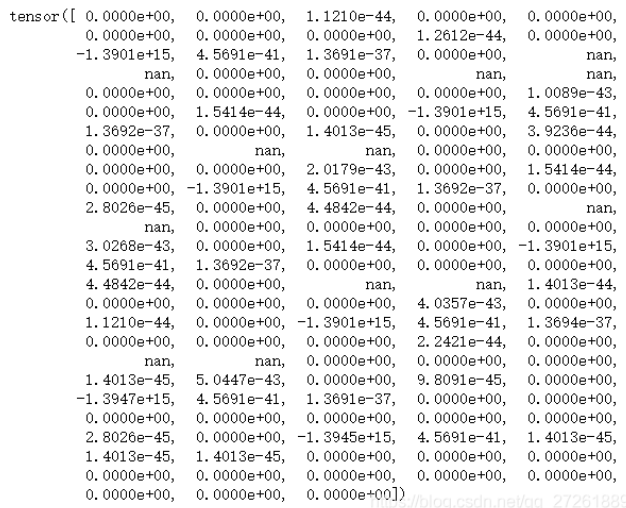 tensor([ 0.0000e+00, 0.0000e+00, 1.1210e-44, 0.0000e+00, 0.0000e+00,
0.0000e+00, 0.0000e+00, 0.0000e+00, 1.2612e-44, 0.0000e+00,
-1.3901e+15, 4.5691e-41, 1.3691e-37, 0.0000e+00, nan,
nan, 0.0000e+00, 0.0000e+00, nan, nan,
0.0000e+00, 0.0000e+00, 0.0000e+00, 0.0000e+00, 1.0089e-43,
0.0000e+00, 1.5414e-44, 0.0000e+00, -1.3901e+15, 4.5691e-41,
1.3692e-37, 0.0000e+00, 1.4013e-45, 0.0000e+00, 3.9236e-44,
0.0000e+00, nan, nan, 0.0000e+00, 0.0000e+00,
0.0000e+00, 0.0000e+00, 2.0179e-43, 0.0000e+00, 1.5414e-44,
0.0000e+00, -1.3901e+15, 4.5691e-41, 1.3692e-37, 0.0000e+00,
2.8026e-45, 0.0000e+00, 4.4842e-44, 0.0000e+00, nan,
nan, 0.0000e+00, 0.0000e+00, 0.0000e+00, 0.0000e+00,
3.0268e-43, 0.0000e+00, 1.5414e-44, 0.0000e+00, -1.3901e+15,
4.5691e-41, 1.3692e-37, 0.0000e+00, 0.0000e+00, 0.0000e+00,
4.4842e-44, 0.0000e+00, nan, nan, 1.4013e-44,
0.0000e+00, 0.0000e+00, 0.0000e+00, 4.0357e-43, 0.0000e+00,
1.1210e-44, 0.0000e+00, -1.3901e+15, 4.5691e-41, 1.3694e-37,
0.0000e+00, 0.0000e+00, 0.0000e+00, 2.2421e-44, 0.0000e+00,
nan, nan, 0.0000e+00, 0.0000e+00, 0.0000e+00,
1.4013e-45, 5.0447e-43, 0.0000e+00, 9.8091e-45, 0.0000e+00,
-1.3947e+15, 4.5691e-41, 1.3691e-37, 0.0000e+00, 0.0000e+00,
0.0000e+00, 0.0000e+00, 0.0000e+00, 0.0000e+00, 0.0000e+00,
2.8026e-45, 0.0000e+00, -1.3945e+15, 4.5691e-41, 1.4013e-45,
1.4013e-45, 1.4013e-45, 0.0000e+00, 0.0000e+00, 0.0000e+00,
0.0000e+00, 0.0000e+00, 0.0000e+00, 0.0000e+00, 0.0000e+00,
0.0000e+00, 0.0000e+00, 0.0000e+00])
https://blog.csdn.net/qq_27261889